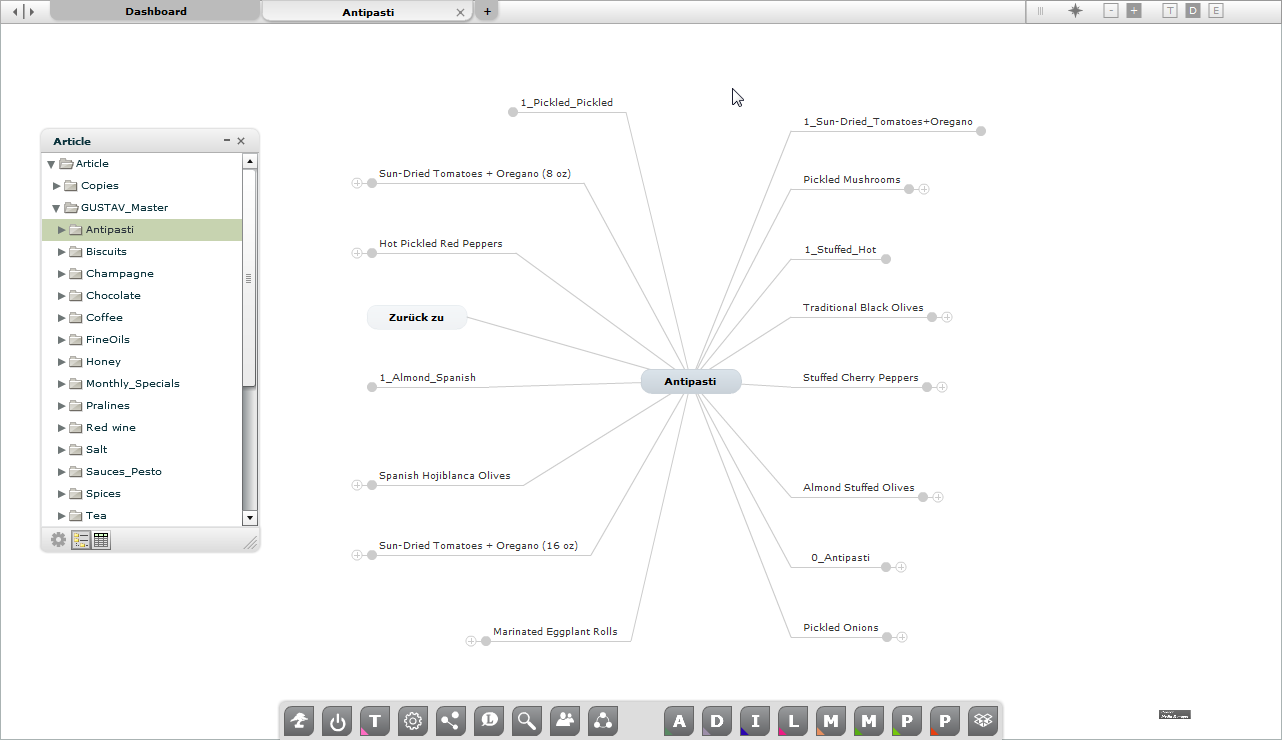 Dashboard
Antipasti
+
- + T D E
1_Pickled_Pickled
1_Sun-Dried_Tomatoes+Oregano
Article
Article
Copies
GUSTAV_Master
Antipasti
Biscuits
Champagne
Chocolate
Coffee
FineOils
Honey
Monthly_Specials
Pralines
Red wine
Salt
Sauces_Pesto
Spices
Tea
Sun-Dried Tomatoes + Oregano (8 oz)
Pickled Mushrooms
Hot Pickled Red Peppers
1_Stuffed_Hot
Zurück zu
Traditional Black Olives
1_Almond_Spanish
Antipasti
Stuffed Cherry Peppers
Spanish Hojiblanca Olives
Almond Stuffed Olives
Sun-Dried Tomatoes + Oregano (16 oz)
0_Antipasti
Marinated Eggplant Rolls
Pickled Onions
T L A D I L M M P P